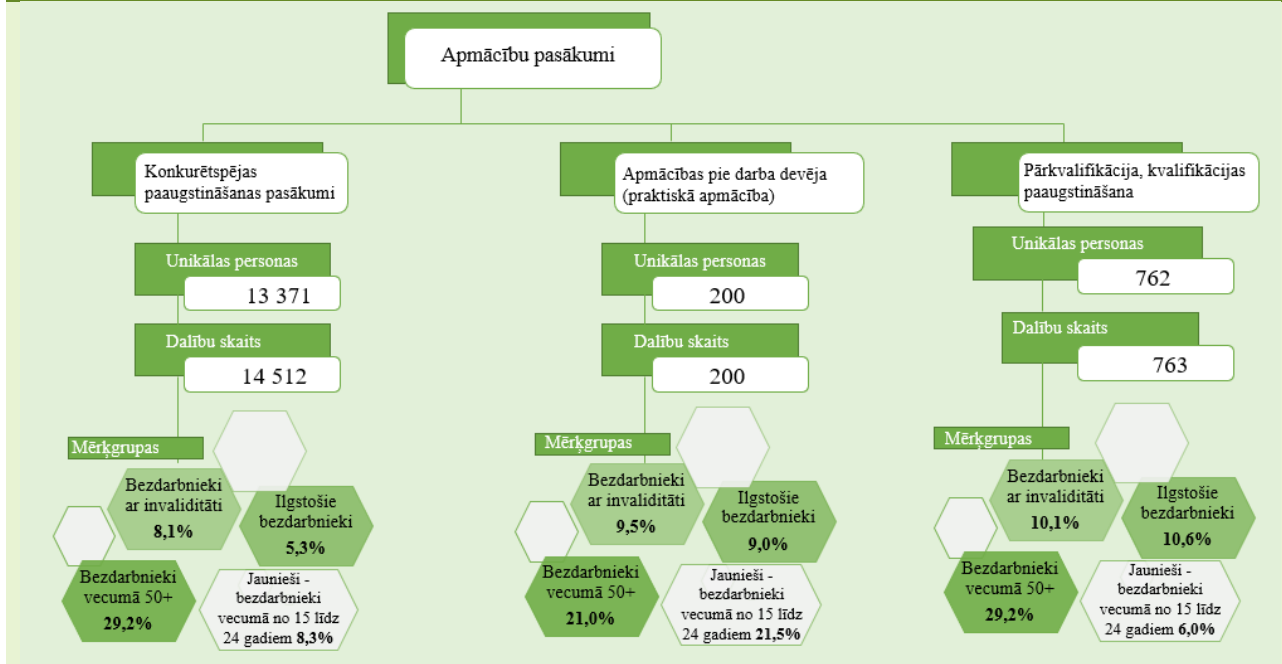 Apmācību pasākumi
Konkurētspējas
paaugstināšanas pasākumi
Unikālas personas
13 371
Dalību skaits
14 512
Mērķgrupas
Bezdarbnieki
ar invaliditāti
8,1%
Ilgstošie
bezdarbnieki
5,3%
Bezdarbnieki
vecumā 50+
29,2%
Jaunieši -
bezdarbnieki
vecumā no 15 līdz
24 gadiem 8,3%
Apmācības pie darba devēja
(praktiskā apmācība)
Unikālas personas
200
Dalību skaits
200
Mērķgrupas
Bezdarbnieki
ar invaliditāti
9,5%
Ilgstošie
bezdarbnieki
9,0%
Bezdarbnieki
vecumā 50+
21,0%
Jaunieši -
bezdarbnieki
vecumā no 15 līdz
24 gadiem 21,5%
Pārkvalifikācija, kvalifikācijas
paaugstināšana
Unikālas personas
762
Dalību skaits
763
Mērķgrupas
Bezdarbnieki
ar invaliditāti
10,1%
Ilgstošie
bezdarbnieki
10,6%
Bezdarbnieki
vecumā 50+
29,2%
Jaunieši -
bezdarbnieki
vecumā no 15 līdz
24 gadiem 6,0%